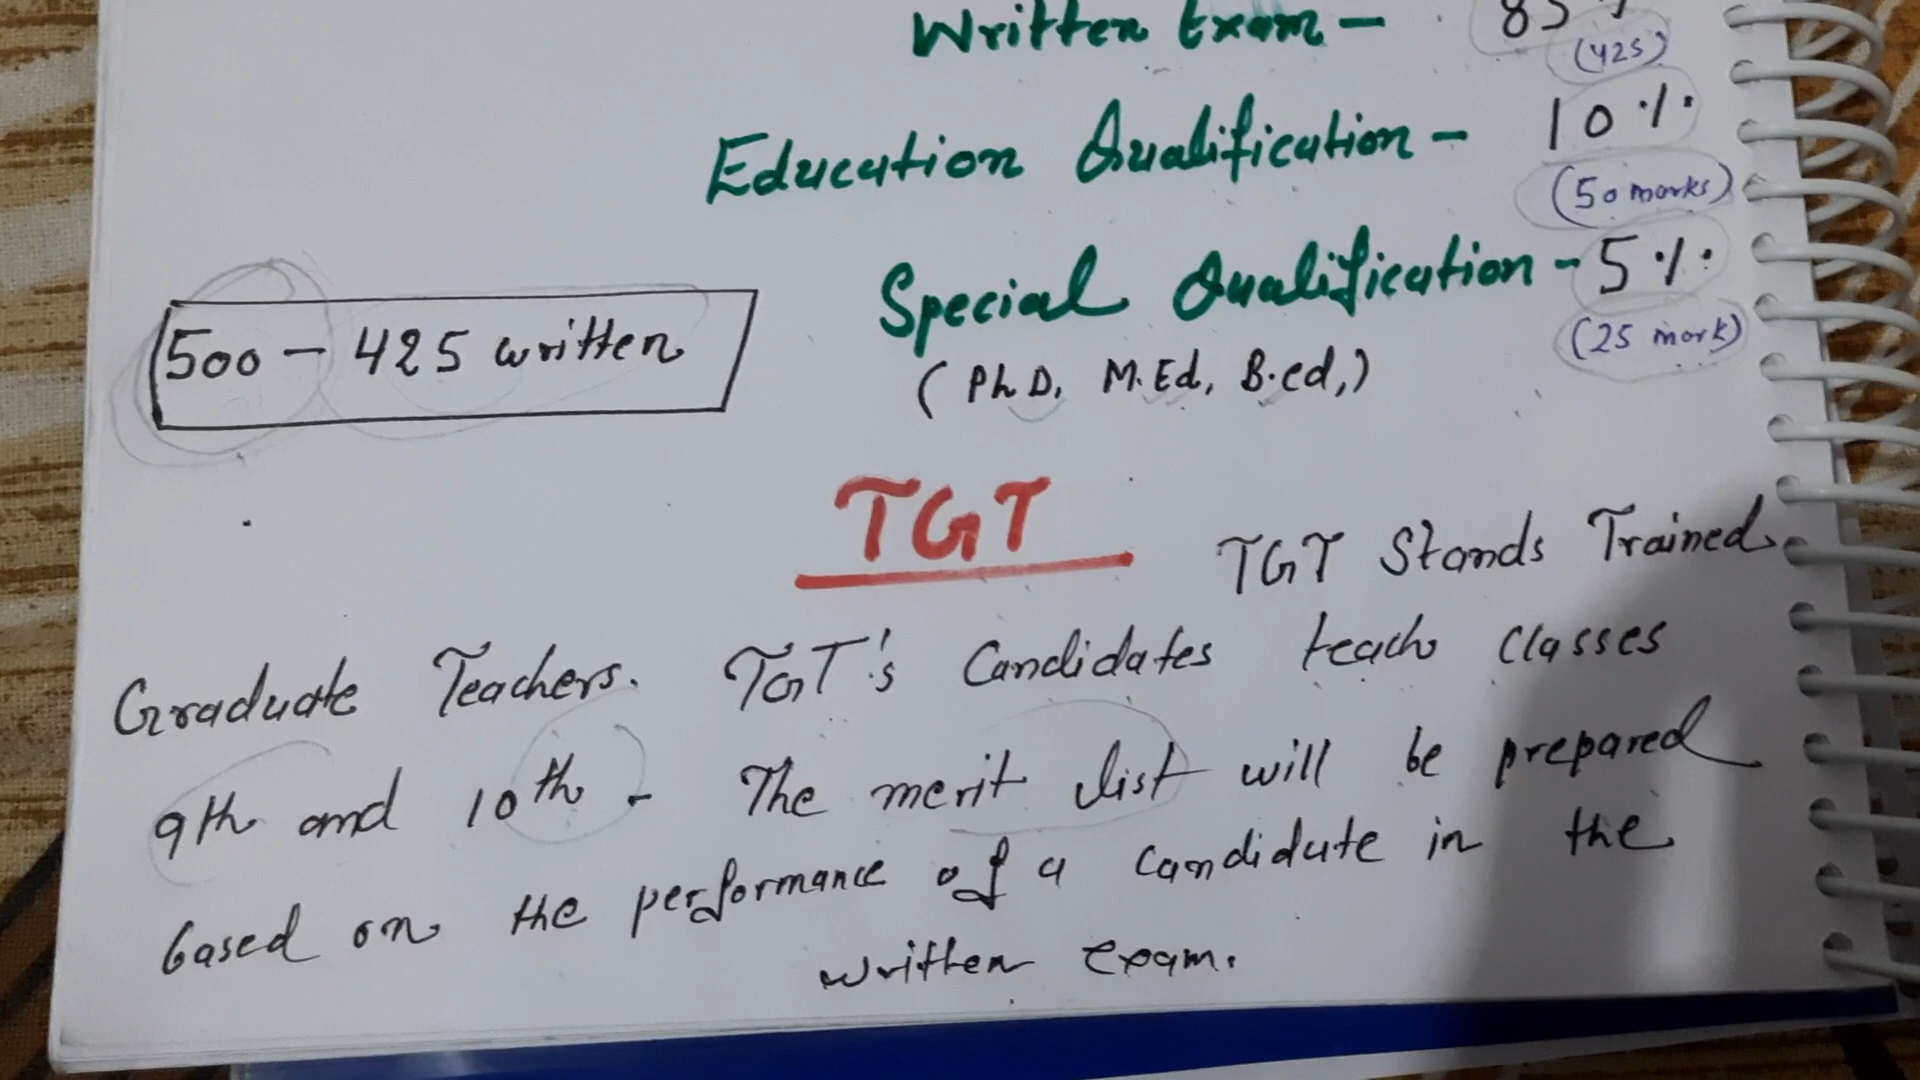 Written Exam - 85%
(425)
Education Qualification - 10%
(50 marks)
Special Qualification - 5%
(25 mark)
(Ph.D, M.Ed, B.ed,)
500 - 425 written
TGT
TGT Stands Trained
Graduate Teachers. TGT's Candidates teach Classes
9th and 10th - The merit list will be prepared
based on the performance of a candidate in the
written exam.